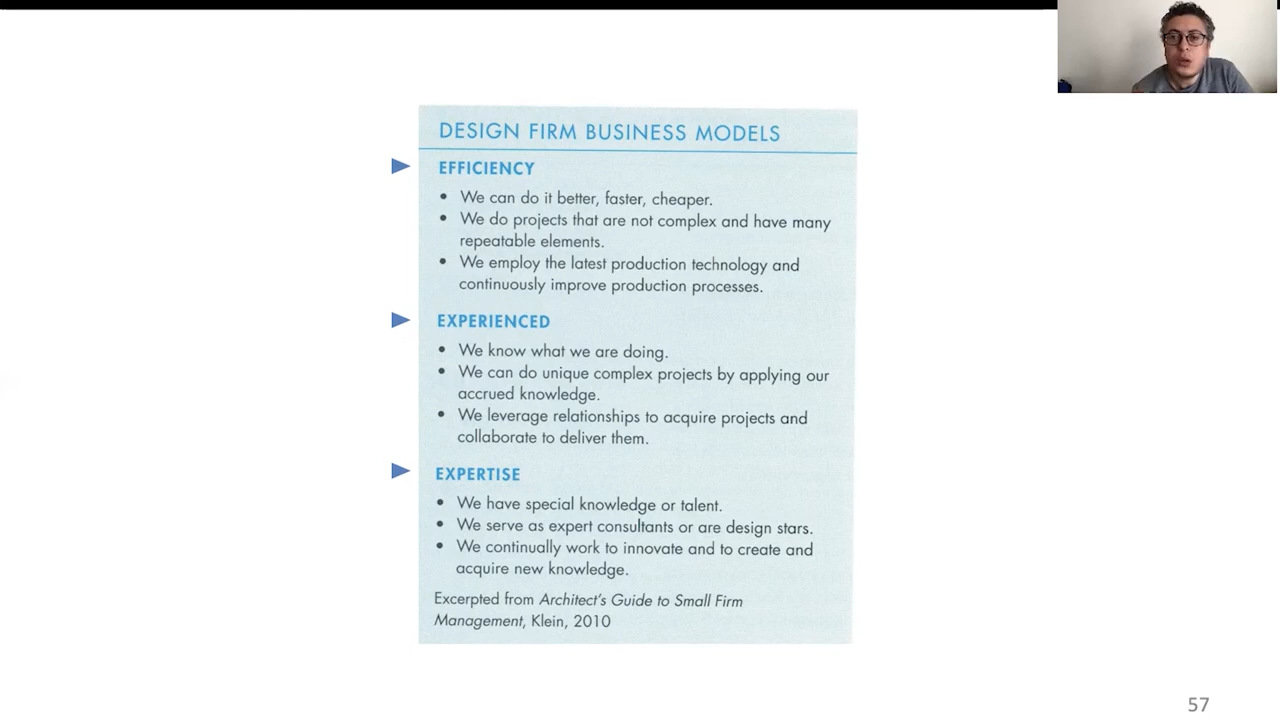 DESIGN FIRM BUSINESS MODELS
EFFICIENCY
• We can do it better, faster, cheaper.
• We do projects that are not complex and have many
repeatable elements.
• We employ the latest production technology and
continuously improve production processes.
EXPERIENCED
• We know what we are doing.
• We can do unique complex projects by applying our
accrued knowledge.
• We leverage relationships to acquire projects and
collaborate to deliver them.
EXPERTISE
• We have special knowledge or talent.
• We serve as expert consultants or are design stars.
• We continually work to innovate and to create and
acquire new knowledge.
Excerpted from Architect's Guide to Small Firm
Management, Klein, 2010
57